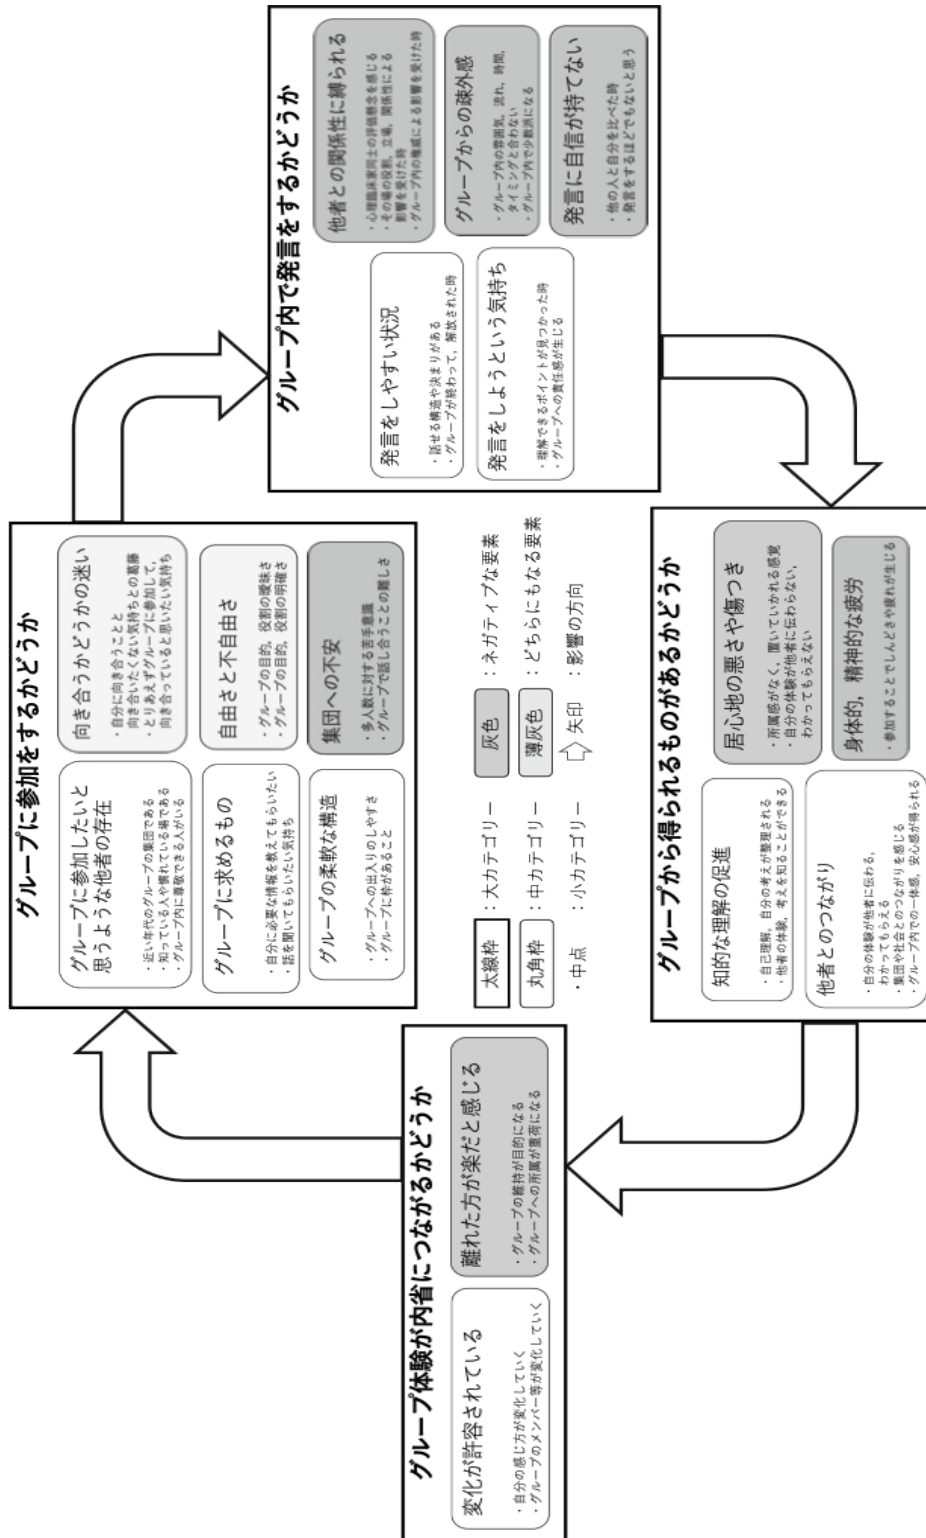 グループに参加をするかどうか
グループに参加したいと
思うような他者の存在
・近い年代のグループの集団である
・知っている人や慣れている場である
・グループ内に尊敬できる人がいる
グループに求めるもの
・自分に必要な情報を教えてもらいたい
・話を聞いてもらいたい気持ち
グループの柔軟な構造
・グループへの出入りのしやすさ
・グループに枠があること
向き合うかどうかの迷い
・自分に向き合うことと
向き合いたくない気持ちとの葛藤
・とりあえずグループに参加して,
向き合っていると思いたい気持ち
自由さと不自由さ
・グループの目的, 役割の曖昧さ
・グループの目的, 役割の明確さ
集団への不安
・多人数に対する苦手意識
・グループで話し合うことの難しさ
グループ内で発言をするかどうか
発言をしやすい状況
・話せる構造や決まりがある
・グループが終わって, 解放された時
発言をしようという気持ち
・理解できるポイントが見つかった時
・グループへの責任感が生じる
他者との関係性に縛られる
・心理臨床家同士の評価懸念を感じる
・その場の役割, 立場, 関係性による
影響を受けた時
・グループ内の権威による影響を受けた時
グループからの疎外感
・グループ内の雰囲気, 流れ, 時間,
タイミングと合わない
・グループ内で少数派になる
発言に自信が持てない
・他の人と自分を比べた時
・発言をするほどでもないと思う
グループから得られるものがあるかどうか
知的な理解の促進
・自己理解, 自分の考えが整理される
・他者の体験, 考えを知ることができる
他者とのつながり
・自分の体験が他者に伝わる,
わかってもらえる
・集団や社会とのつながりを感じる
・グループ内での一体感, 安心感が得られる
居心地の悪さや傷つき
・所属感がなく, 置いていかれる感覚
・自分の体験が他者に伝わらない,
わかってもらえない
身体的, 精神的な疲労
・参加することでしんどさや疲れが生じる
グループ体験が内省につながるかどうか
変化が許容されている
・自分の感じ方が変化していく
・グループのメンバー等が変化していく
離れた方が楽だと感じる
・グループの維持が目的になる
・グループへの所属が重荷になる
太線枠 :大カテゴリー 灰色 :ネガティブな要素
丸角枠 :中カテゴリー 薄灰色 :どちらにもなる要素
・中点 :小カテゴリー 矢印 :影響の方向